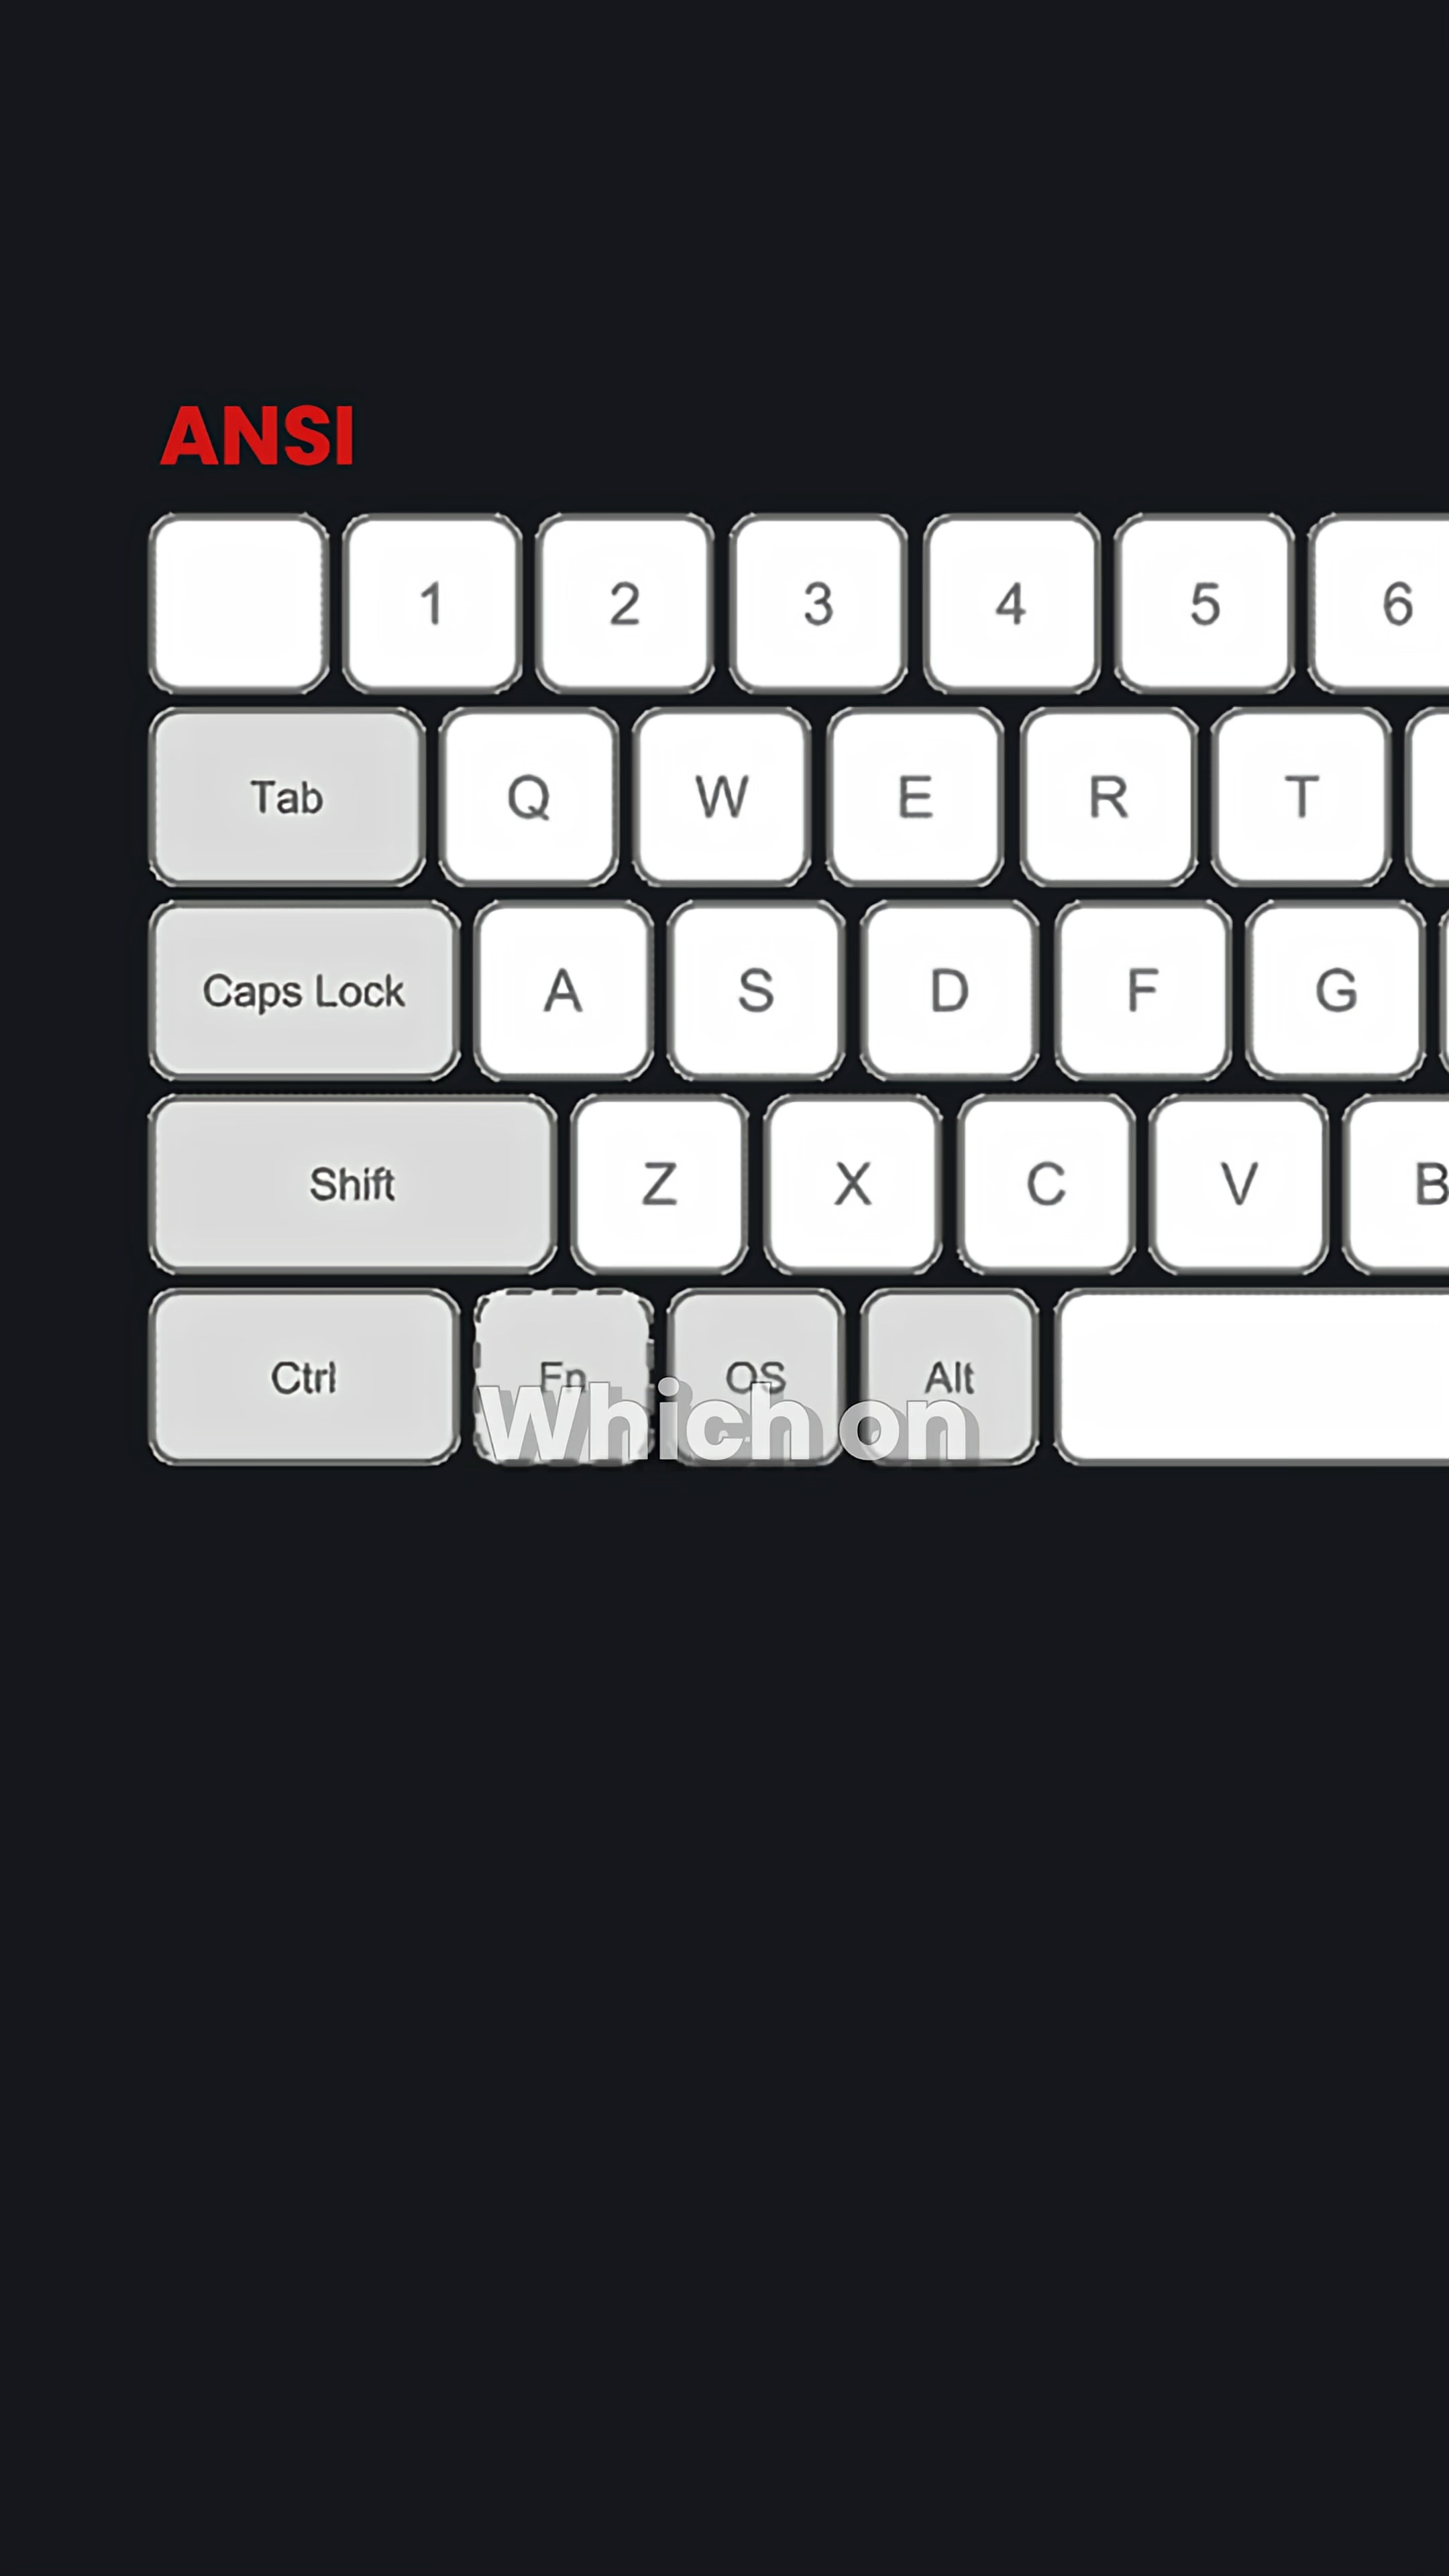 ANSI
1 2 3 4 5 6
Tab Q W E R T
Caps Lock A S D F G
Shift Z X C V B
Ctrl Fn OS Alt
Which on